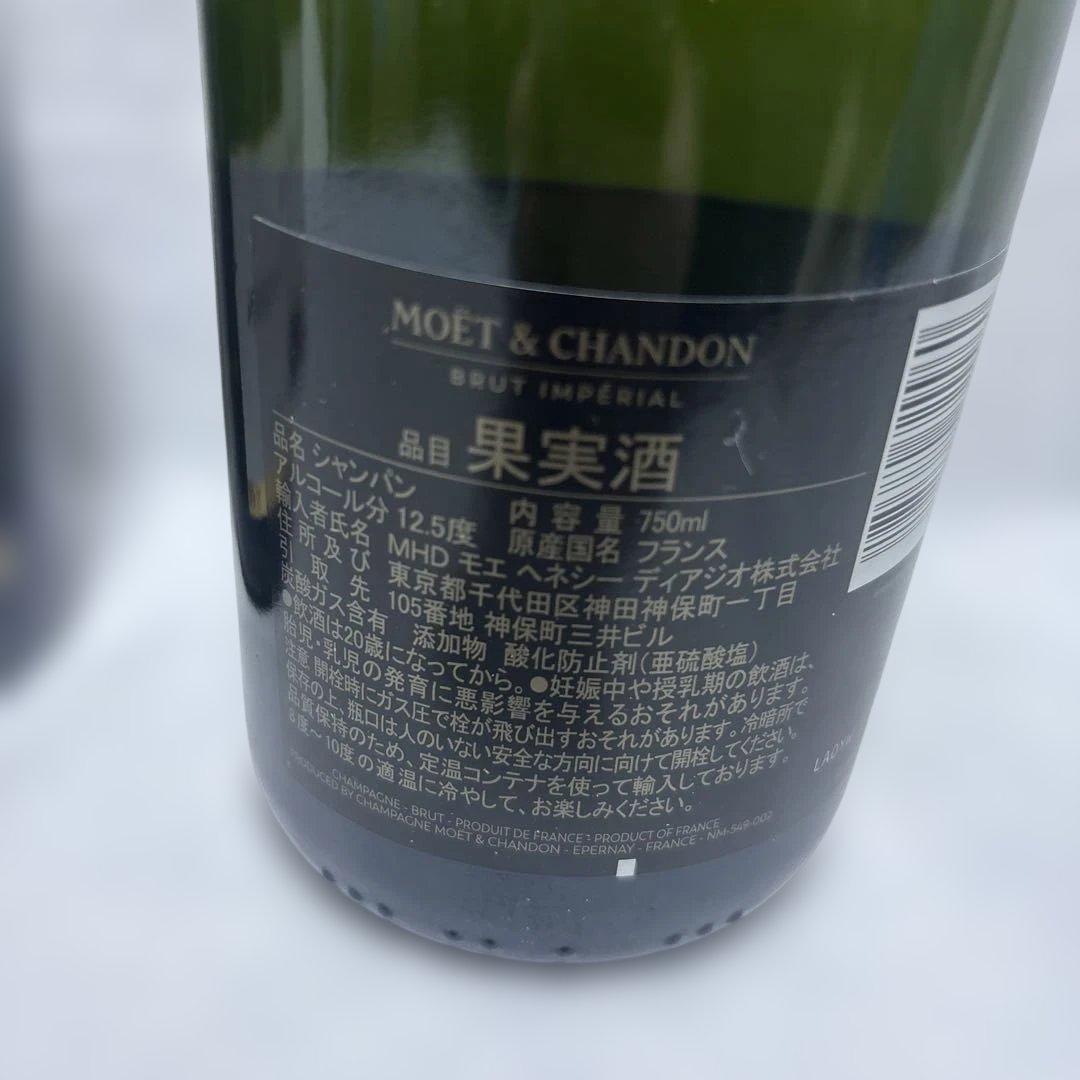 MOËT & CHANDON
BRUT IMPÉRIAL
品目 果実酒
品名 シャンパン 内容量 750ml
アルコール分 12.5度 原産国名 フランス
輸入者氏名 MHD モエ ヘネシー ディアジオ株式会社
住所及び 東京都千代田区神田神保町一丁目
引取先 105番地 神保町三井ビル
炭酸ガス含有 添加物 酸化防止剤(亜硫酸塩)
●飲酒は20歳になってから。●妊娠中や授乳期の飲酒は、
胎児・乳児の発育に悪影響を与えるおそれがあります。
注意 開栓時にガス圧で栓が飛び出すおそれがあります。冷暗所で
保存の上、瓶口は人のいない安全な方向に向けて開栓してください。
品質保持のため、定温コンテナを使って輸入しております。
8度～10度の適温に冷やして、お楽しみください。
CHAMPAGNE - BRUT - PRODUIT DE FRANCE - PRODUCT OF FRANCE
PRODUCED BY CHAMPAGNE MOËT & CHANDON - EPERNAY - FRANCE - NM-549-002